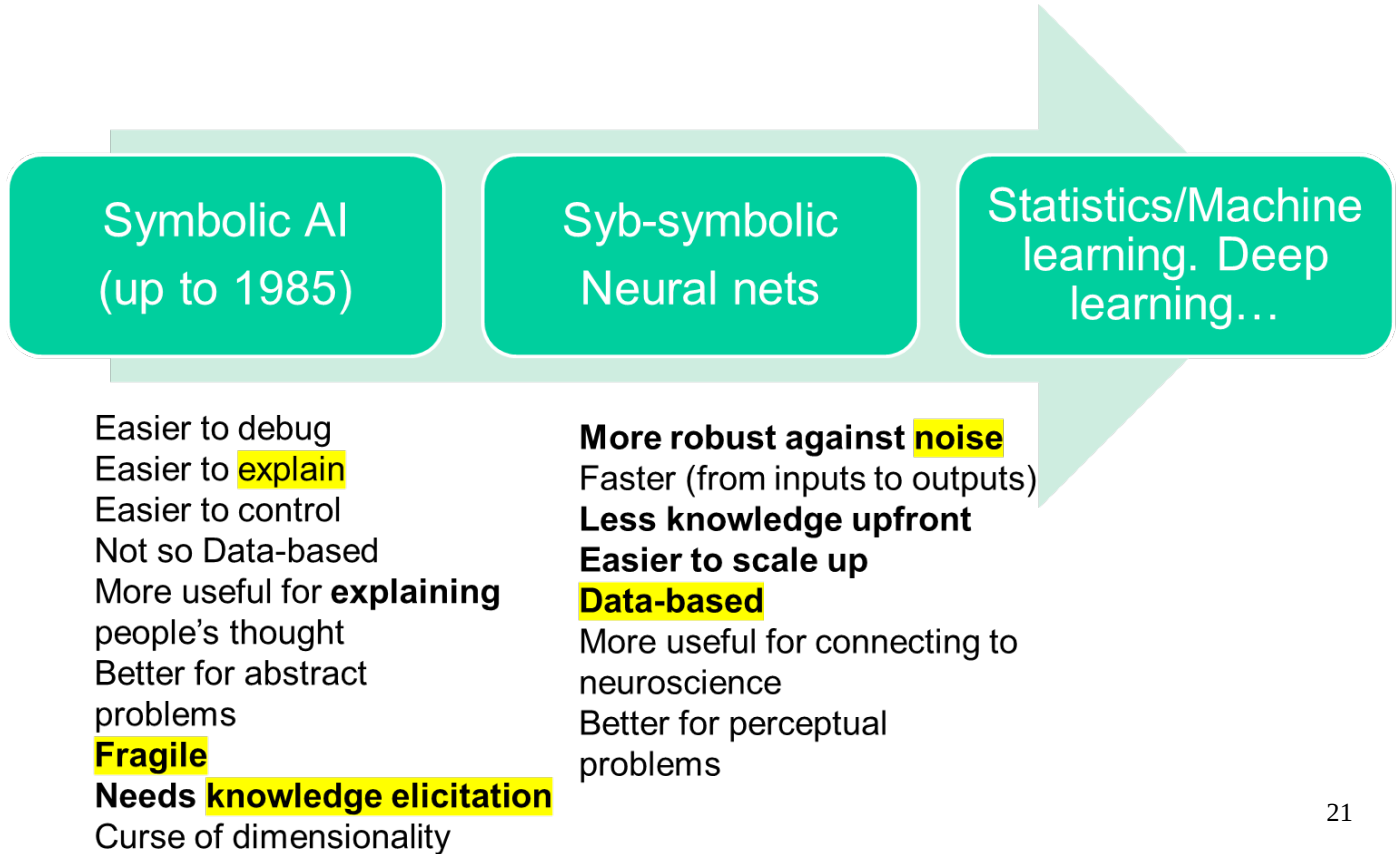 Symbolic AI
(up to 1985)
Syb-symbolic
Neural nets
Statistics/Machine
learning. Deep
learning…
Easier to debug
Easier to explain
Easier to control
Not so Data-based
More useful for explaining
people’s thought
Better for abstract
problems
Fragile
Needs knowledge elicitation
Curse of dimensionality
More robust against noise
Faster (from inputs to outputs)
Less knowledge upfront
Easier to scale up
Data-based
More useful for connecting to
neuroscience
Better for perceptual
problems
21